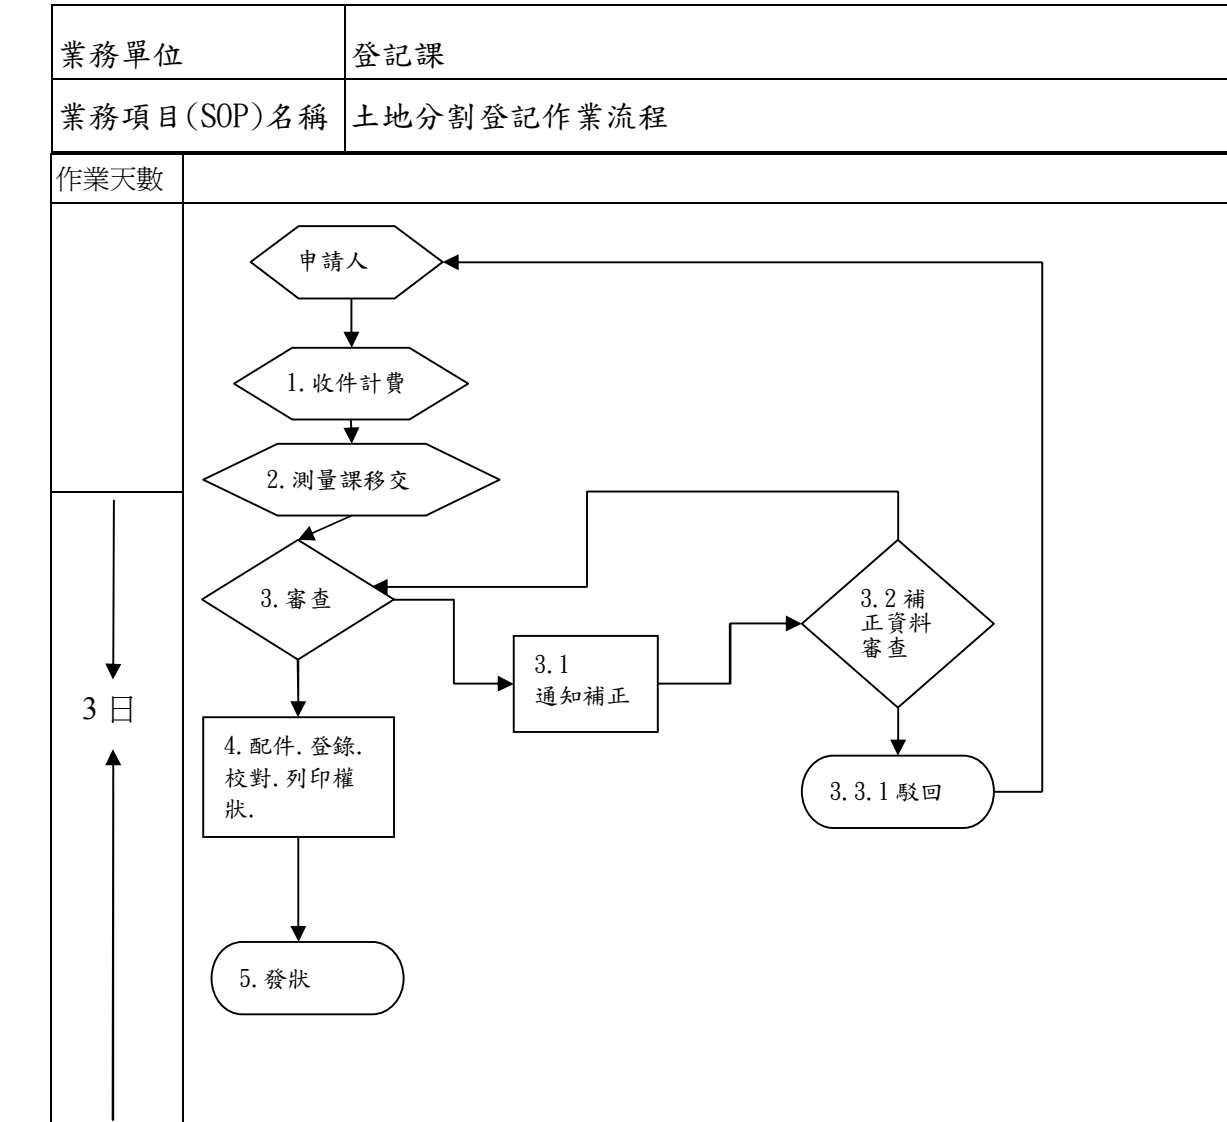 業務單位
登記課
業務項目(SOP)名稱
土地分割登記作業流程
作業天數
申請人
1.收件計費
2.測量課移交
3.審查
3.1
通知補正
3.2補
正資料
審查
3日
4.配件.登錄.
校對.列印權
狀.
3.3.1駁回
5.發狀